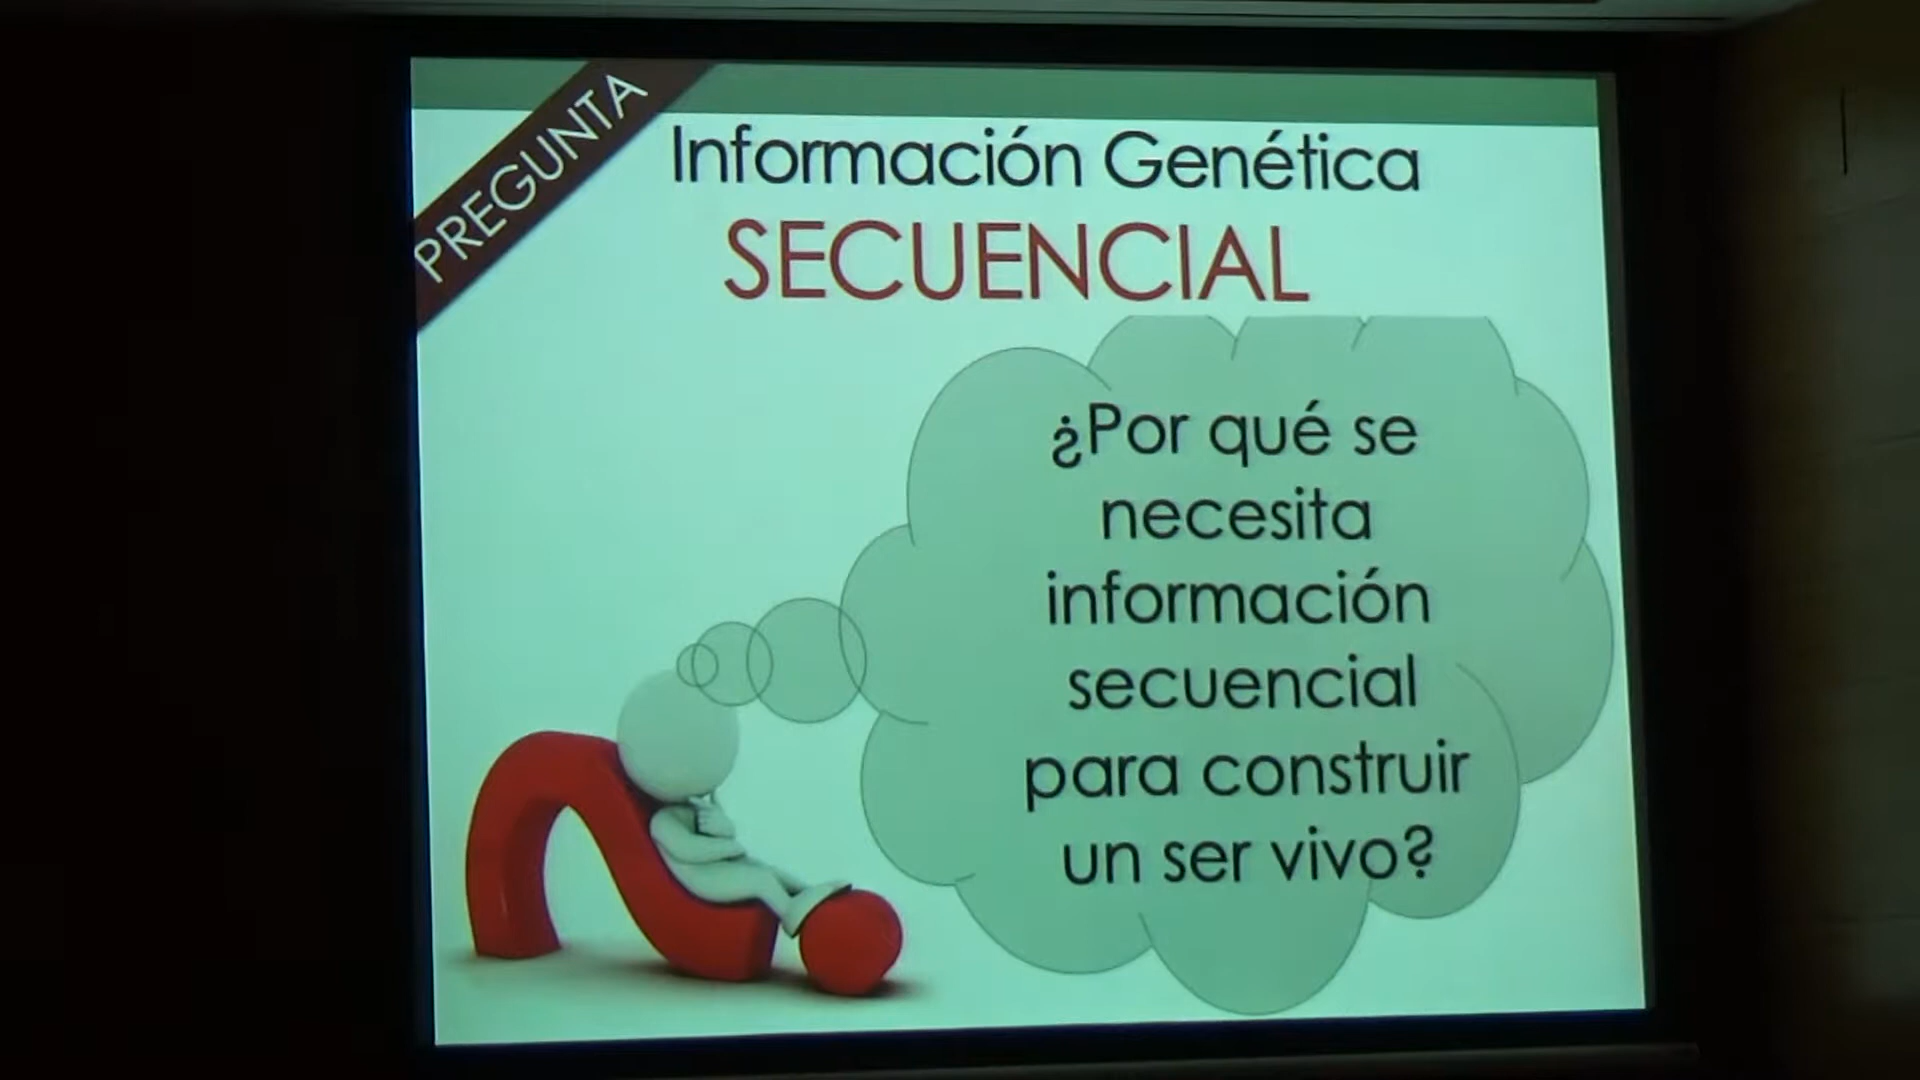 PREGUNTA
Información Genética
SECUENCIAL
¿Por qué se
necesita
información
secuencial
para construir
un ser vivo?